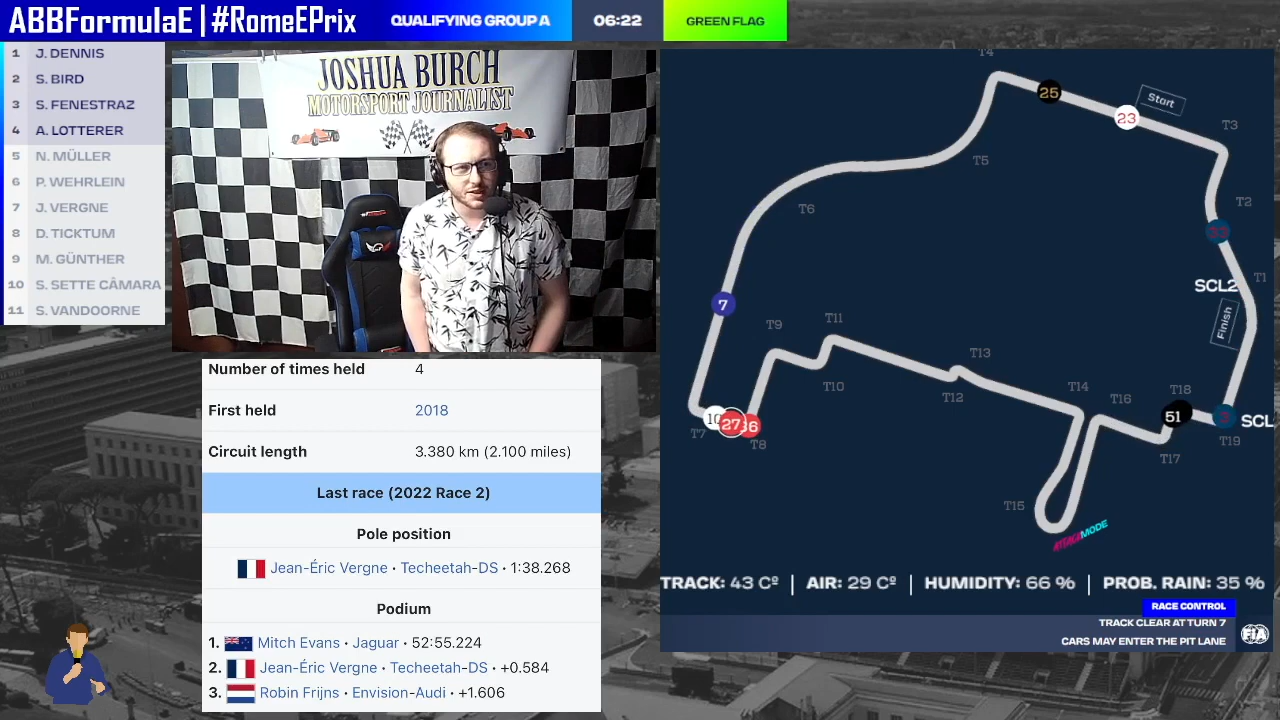 ABBFormulaE | #RomeEPrix
QUALIFYING GROUP A
06:22
GREEN FLAG
1 J. DENNIS
2 S. BIRD
3 S. FENESTRAZ
4 A. LOTTERER
5 N. MÜLLER
6 P. WEHRLEIN
7 J. VERGNE
8 D. TICKTUM
9 M. GÜNTHER
10 S. SETTE CÂMARA
11 S. VANDOORNE
JOSHUA BURCH
MOTORSPORT JOURNALIST
Number of times held 4
First held 2018
Circuit length 3.380 km (2.100 miles)
Last race (2022 Race 2)
Pole position
Jean-Éric Vergne • Techeetah-DS • 1:38.268
Podium
1. Mitch Evans • Jaguar • 52:55.224
2. Jean-Éric Vergne • Techeetah-DS • +0.584
3. Robin Frijns • Envision-Audi • +1.606
T4
25
Start
23
T3
T5
T6
T2
T1
SCL2
Finish
7
T9
T11
T10
T13
T12
T14
T16
T18
51
SCL
T19
T17
T7
10
27
36
T8
T15
ATTACK MODE
TRACK: 43 Cº | AIR: 29 Cº | HUMIDITY: 66 % | PROB. RAIN: 35 %
RACE CONTROL
TRACK CLEAR AT TURN 7
CARS MAY ENTER THE PIT LANE
FIA